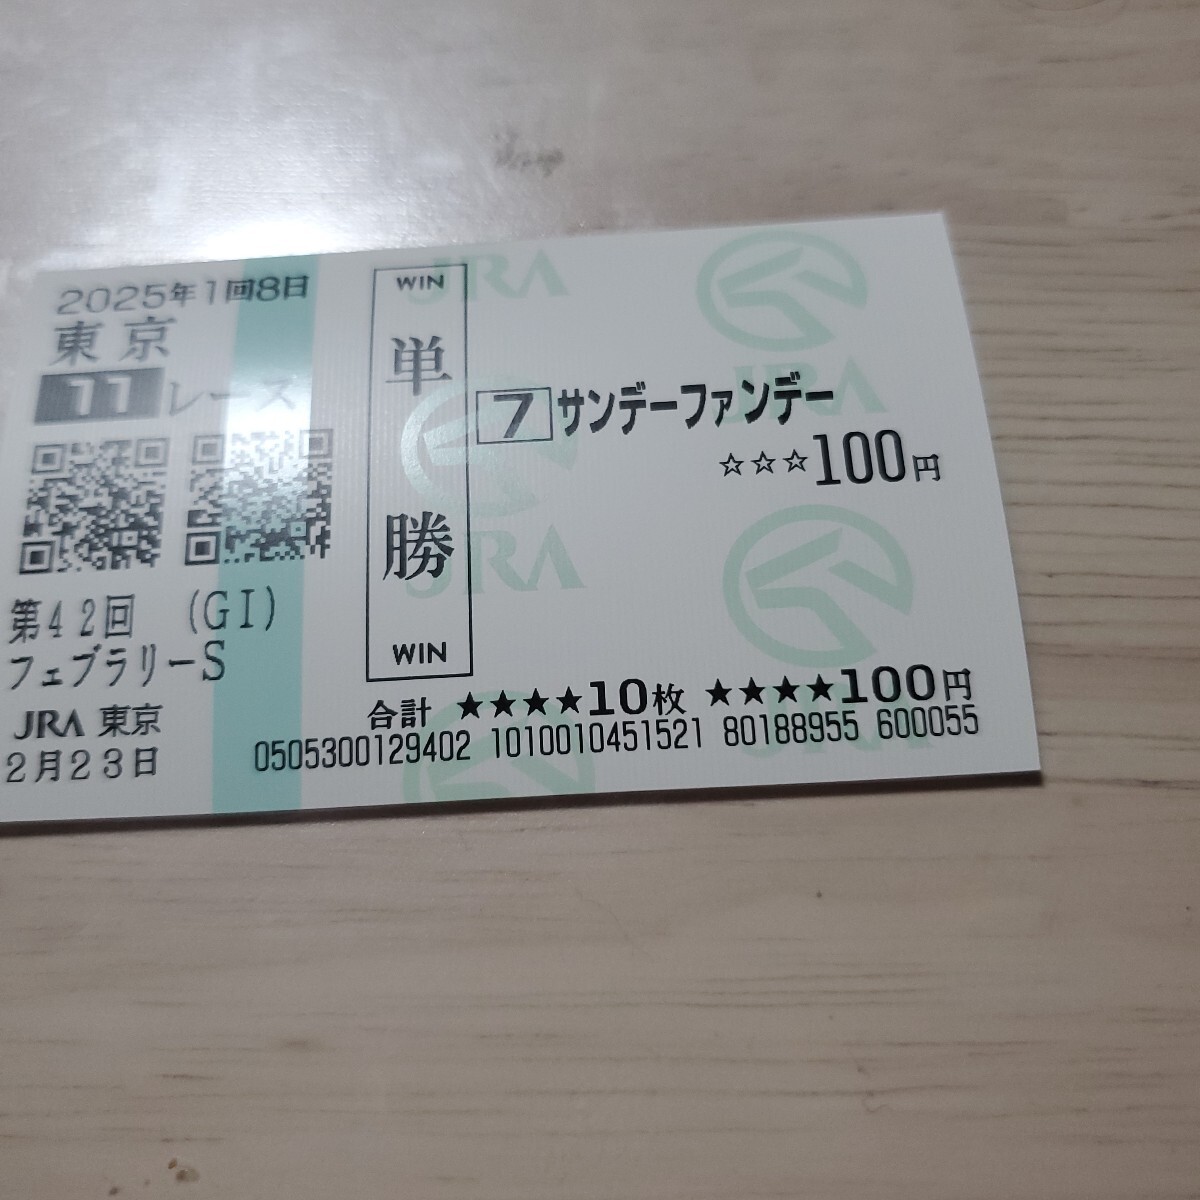 2025年1回8日
東京
11レース
第42回 (GI)
フェブラリーS
JRA 東京
2月23日
WIN
単勝
WIN
7 サンデーファンデー
☆☆☆100円
合計 ★★★★10枚 ★★★★100円
0505300129402 1010010451521 80188955 600055
JRA
JRA
JRA